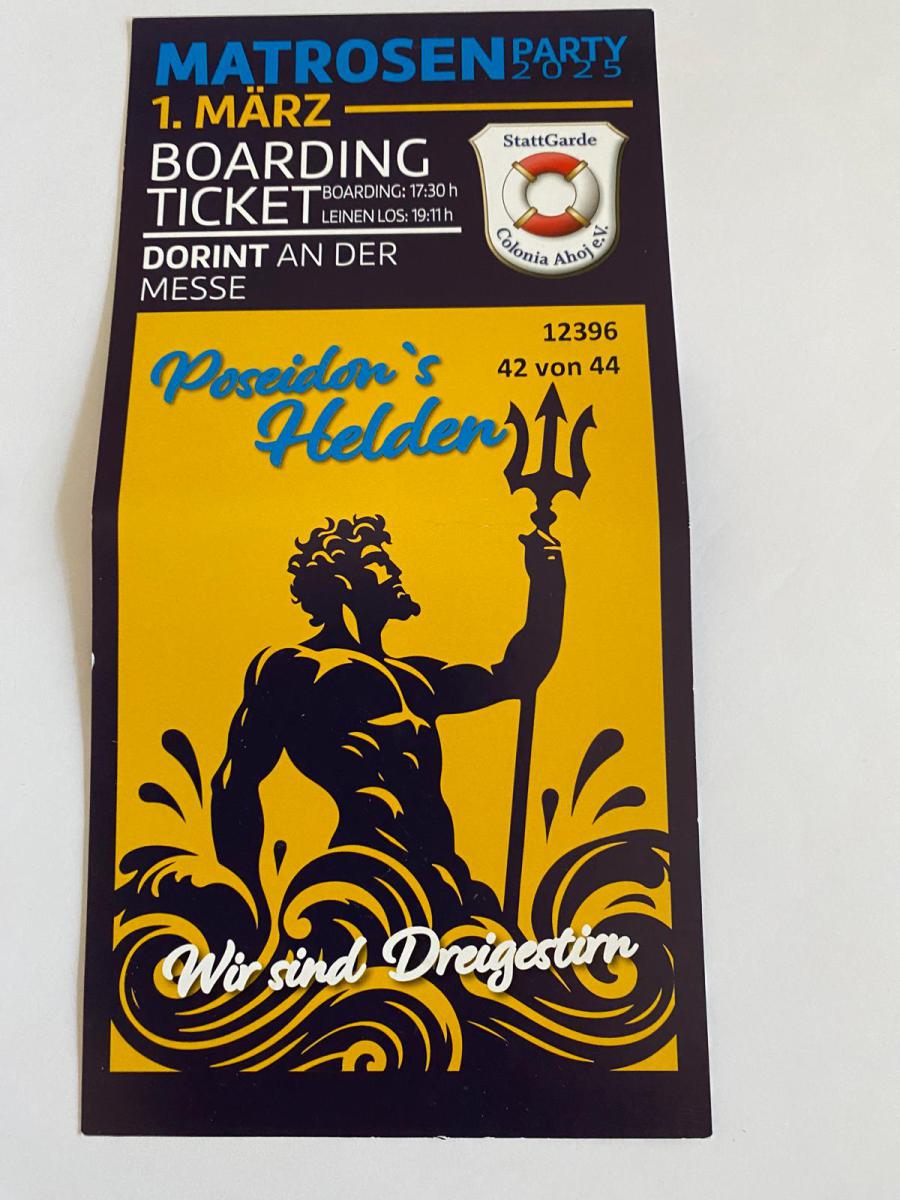 MATROSEN PARTY
2025
1. MÄRZ
BOARDING
TICKET BOARDING: 17:30 h
LEINEN LOS: 19:11 h
DORINT AN DER
MESSE
StattGarde
Colonia Ahoj e.V.
12396
42 von 44
Poseidon`s
Helden
Wir sind Dreigestirn